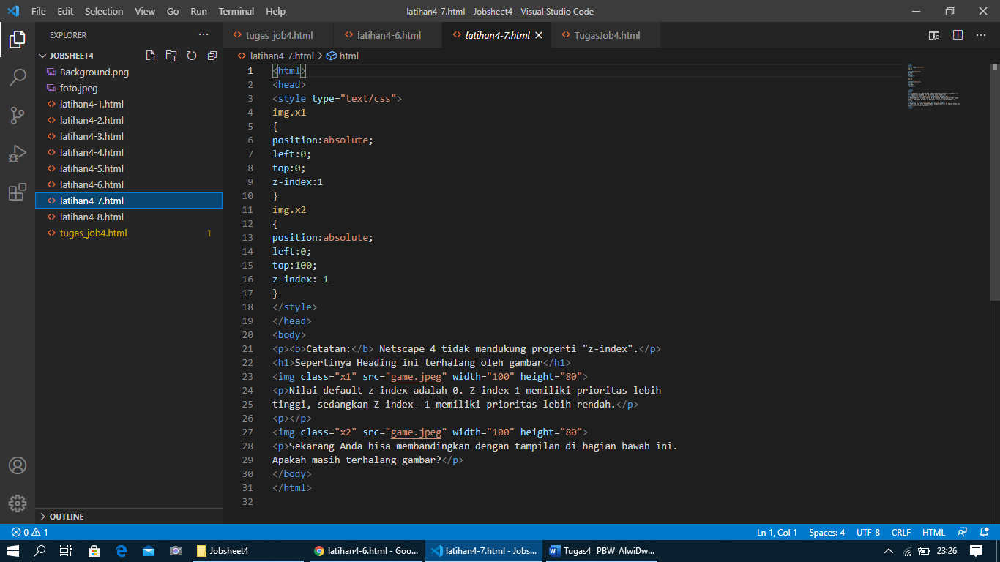 File Edit Selection View Go Run Terminal Help latihan4-7.html - Jobsheet4 - Visual Studio Code
EXPLORER
JOBSHEET4
Background.png
foto.jpeg
latihan4-1.html
latihan4-2.html
latihan4-3.html
latihan4-4.html
latihan4-5.html
latihan4-6.html
latihan4-7.html
latihan4-8.html
tugas_job4.html 1
OUTLINE
tugas_job4.html latihan4-6.html latihan4-7.html TugasJob4.html
latihan4-7.html > html
1 <html>
2 <head>
3 <style type="text/css">
4 img.x1
5 {
6 position:absolute;
7 left:0;
8 top:0;
9 z-index:1
10 }
11 img.x2
12 {
13 position:absolute;
14 left:0;
15 top:100;
16 z-index:-1
17 }
18 </style>
19 </head>
20 <body>
21 <p><b>Catatan:</b> Netscape 4 tidak mendukung properti "z-index".</p>
22 <h1>Sepertinya Heading ini terhalang oleh gambar</h1>
23 <img class="x1" src="game.jpeg" width="100" height="80">
24 <p>Nilai default z-index adalah 0. Z-index 1 memiliki prioritas lebih
25 tinggi, sedangkan Z-index -1 memiliki prioritas lebih rendah.</p>
26 <p></p>
27 <img class="x2" src="game.jpeg" width="100" height="80">
28 <p>Sekarang Anda bisa membandingkan dengan tampilan di bagian bawah ini.
29 Apakah masih terhalang gambar?</p>
30 </body>
31 </html>
32
0 1 Ln 1, Col 1 Spaces: 4 UTF-8 CRLF HTML
Jobsheet4 latihan4-6.html - Goo... latihan4-7.html - Jobs... Tugas4 _PBW_AlwiDw... 23:26